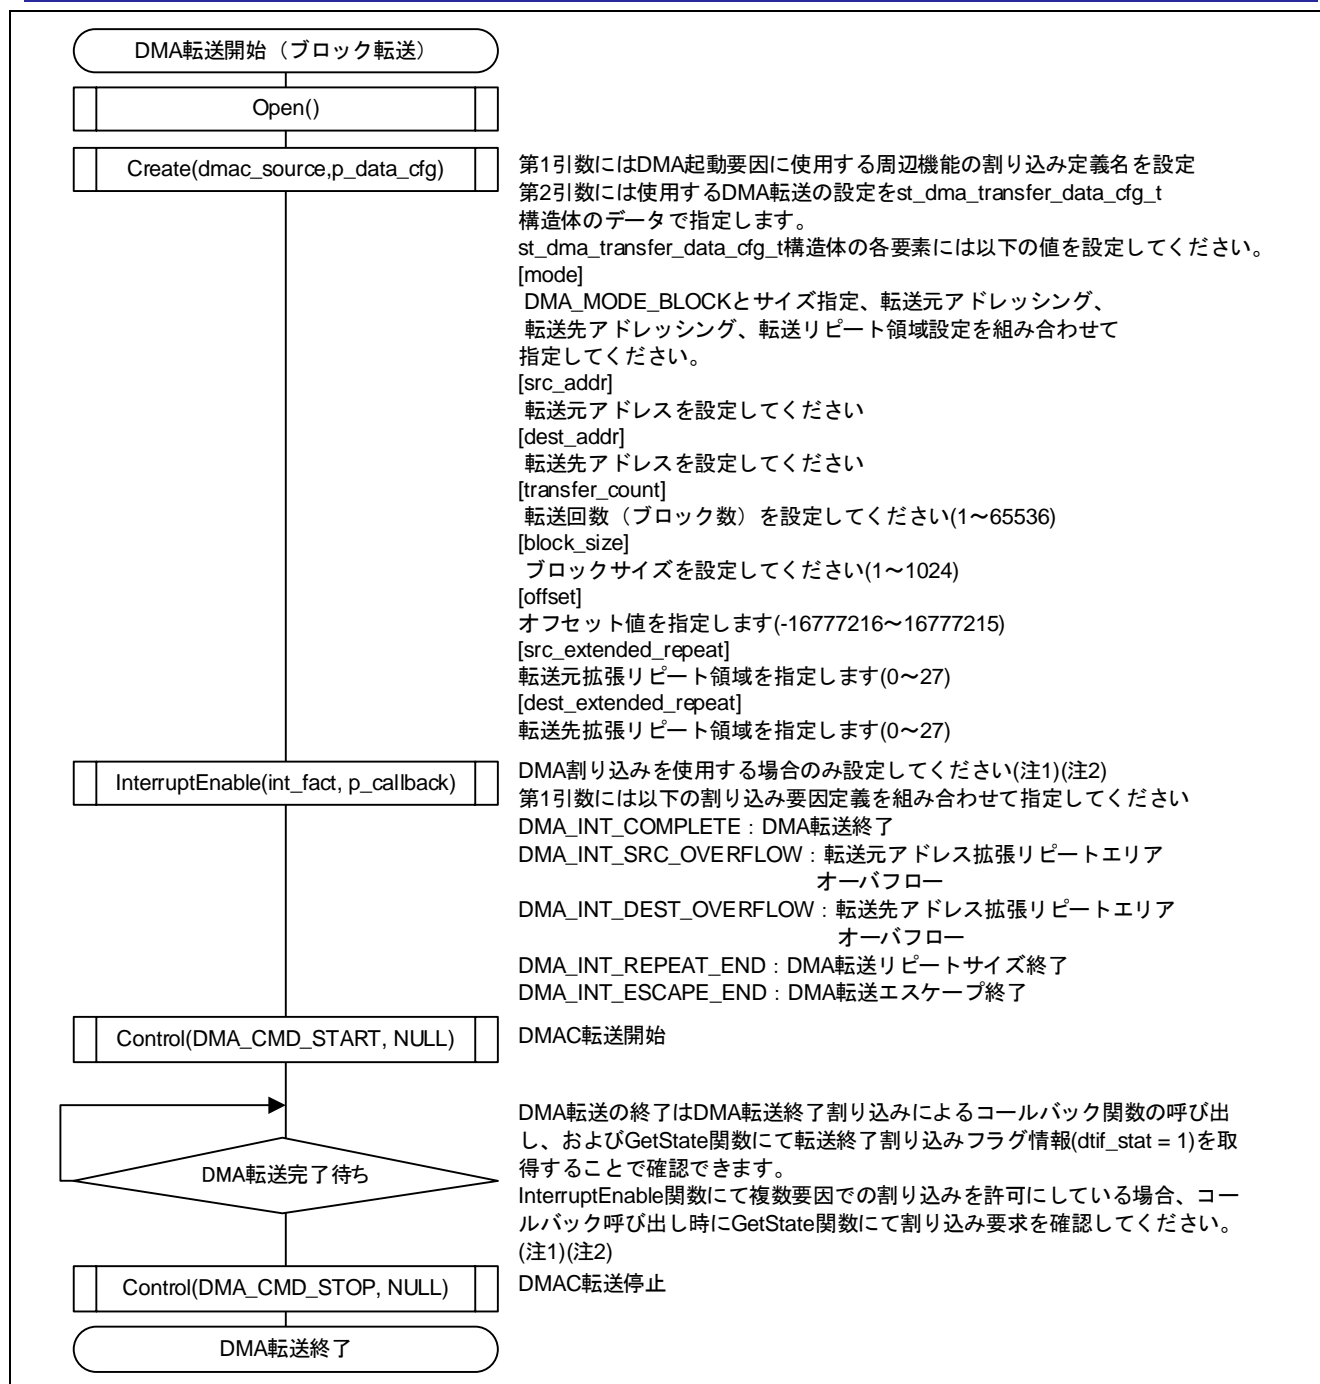 DMA転送開始（ブロック転送）
Open()
Create(dmac_source,p_data_cfg)
第1引数にはDMA起動要因に使用する周辺機能の割り込み定義名を設定
第2引数には使用するDMA転送の設定をst_dma_transfer_data_cfg_t
構造体のデータで指定します。
st_dma_transfer_data_cfg_t構造体の各要素には以下の値を設定してください。
[mode]
DMA_MODE_BLOCKとサイズ指定、転送元アドレッシング、
転送先アドレッシング、転送リピート領域設定を組み合わせて
指定してください。
[src_addr]
転送元アドレスを設定してください
[dest_addr]
転送先アドレスを設定してください
[transfer_count]
転送回数（ブロック数）を設定してください(1～65536)
[block_size]
ブロックサイズを設定してください(1～1024)
[offset]
オフセット値を指定します(-16777216～16777215)
[src_extended_repeat]
転送元拡張リピート領域を指定します(0～27)
[dest_extended_repeat]
転送先拡張リピート領域を指定します(0～27)
InterruptEnable(int_fact, p_callback)
DMA割り込みを使用する場合のみ設定してください(注1)(注2)
第1引数には以下の割り込み要因定義を組み合わせて指定してください
DMA_INT_COMPLETE：DMA転送終了
DMA_INT_SRC_OVERFLOW：転送元アドレス拡張リピートエリア
オーバフロー
DMA_INT_DEST_OVERFLOW：転送先アドレス拡張リピートエリア
オーバフロー
DMA_INT_REPEAT_END：DMA転送リピートサイズ終了
DMA_INT_ESCAPE_END：DMA転送エスケープ終了
Control(DMA_CMD_START, NULL)
DMAC転送開始
DMA転送完了待ち
DMA転送の終了はDMA転送終了割り込みによるコールバック関数の呼び出
し、およびGetState関数にて転送終了割り込みフラグ情報(dtif_stat = 1)を取
得することで確認できます。
InterruptEnable関数にて複数要因での割り込みを許可にしている場合、コー
ルバック呼び出し時にGetState関数にて割り込み要求を確認してください。
(注1)(注2)
Control(DMA_CMD_STOP, NULL)
DMAC転送停止
DMA転送終了